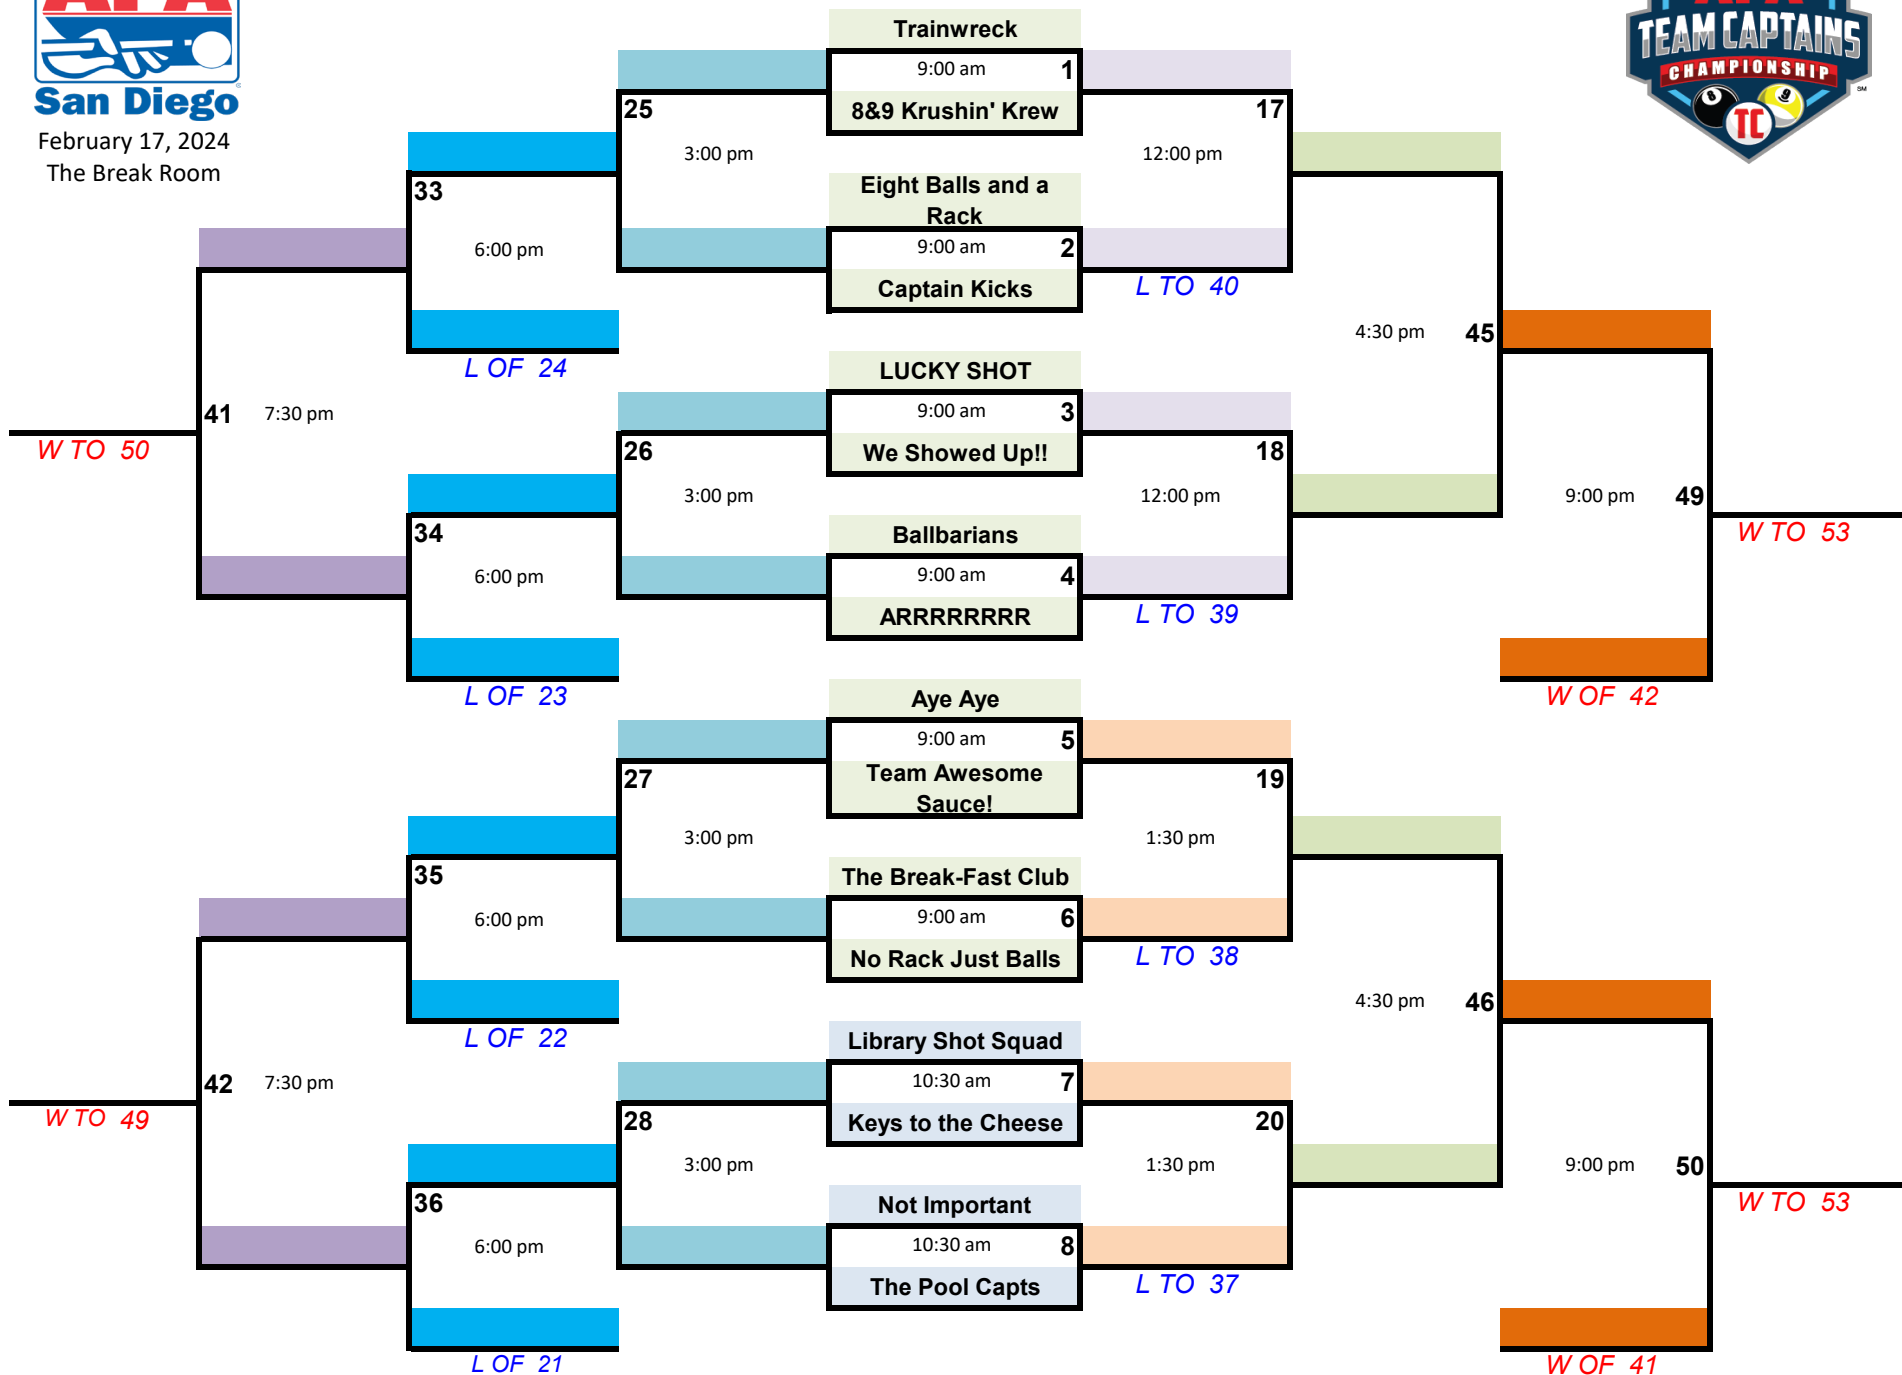 APA
San Diego
February 17, 2024
The Break Room
APA
TEAM CAPTAINS
CHAMPIONSHIP
SM
8
9
TC
Trainwreck
9:00 am 1
8&9 Krushin' Krew
25
3:00 pm
17
12:00 pm
Eight Balls and a
Rack
9:00 am 2
Captain Kicks
L TO 40
33
6:00 pm
L OF 24
45
4:30 pm
LUCKY SHOT
9:00 am 3
We Showed Up!!
41 7:30 pm
W TO 50
26
3:00 pm
18
12:00 pm
49
9:00 pm
W TO 53
Ballbarians
9:00 am 4
ARRRRRRRR
L TO 39
34
6:00 pm
L OF 23
W OF 42
Aye Aye
9:00 am 5
Team Awesome
Sauce!
27
3:00 pm
19
1:30 pm
The Break-Fast Club
9:00 am 6
No Rack Just Balls
L TO 38
35
6:00 pm
L OF 22
4:30 pm 46
Library Shot Squad
10:30 am 7
Keys to the Cheese
42 7:30 pm
W TO 49
28
3:00 pm
20
1:30 pm
9:00 pm 50
W TO 53
Not Important
10:30 am 8
The Pool Capts
L TO 37
36
6:00 pm
L OF 21
W OF 41